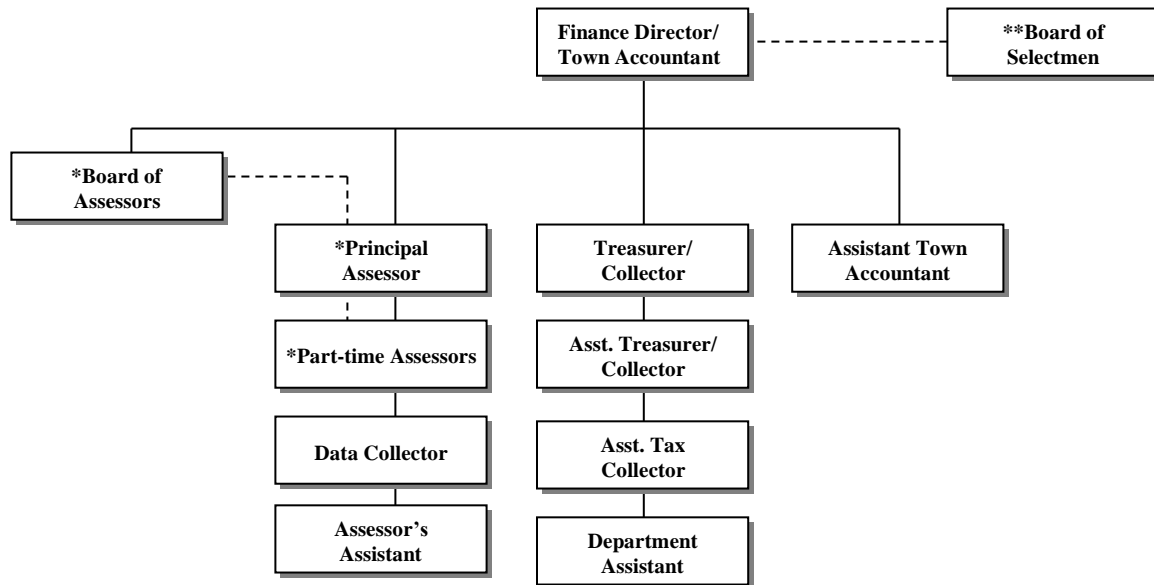 Finance Director/
Town Accountant
**Board of
Selectmen
*Board of
Assessors
*Principal
Assessor
Treasurer/
Collector
Assistant Town
Accountant
*Part-time Assessors
Asst. Treasurer/
Collector
Data Collector
Asst. Tax
Collector
Assessor’s
Assistant
Department
Assistant